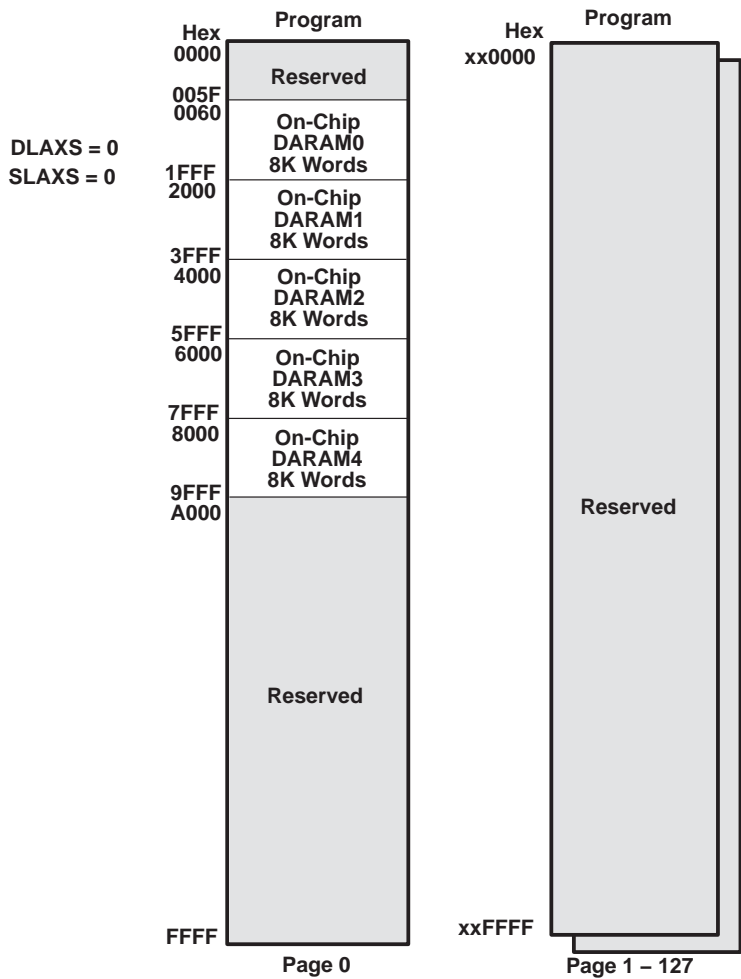 Program
Hex
0000
Reserved
005F
0060
On-Chip
DARAM0
8K Words
DLAXS = 0
SLAXS = 0
1FFF
2000
On-Chip
DARAM1
8K Words
3FFF
4000
On-Chip
DARAM2
8K Words
5FFF
6000
On-Chip
DARAM3
8K Words
7FFF
8000
On-Chip
DARAM4
8K Words
9FFF
A000
Reserved
FFFF
Page 0
Program
Hex
xx0000
Reserved
xxFFFF
Page 1 – 127